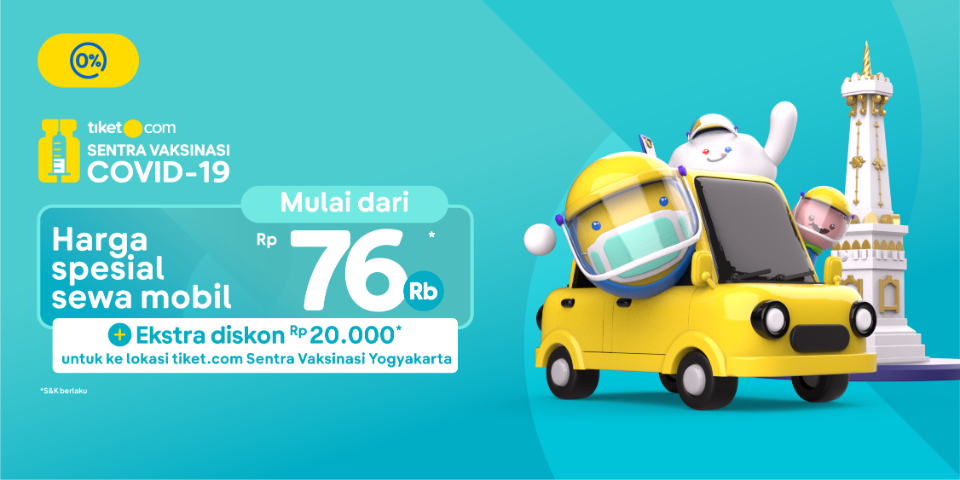 0%
tiket.com
SENTRA VAKSINASI
COVID-19
Mulai dari
Harga
spesial
sewa mobil
Rp 76 Rb*
+ Ekstra diskon Rp 20.000*
untuk ke lokasi tiket.com Sentra Vaksinasi Yogyakarta
*S&K berlaku